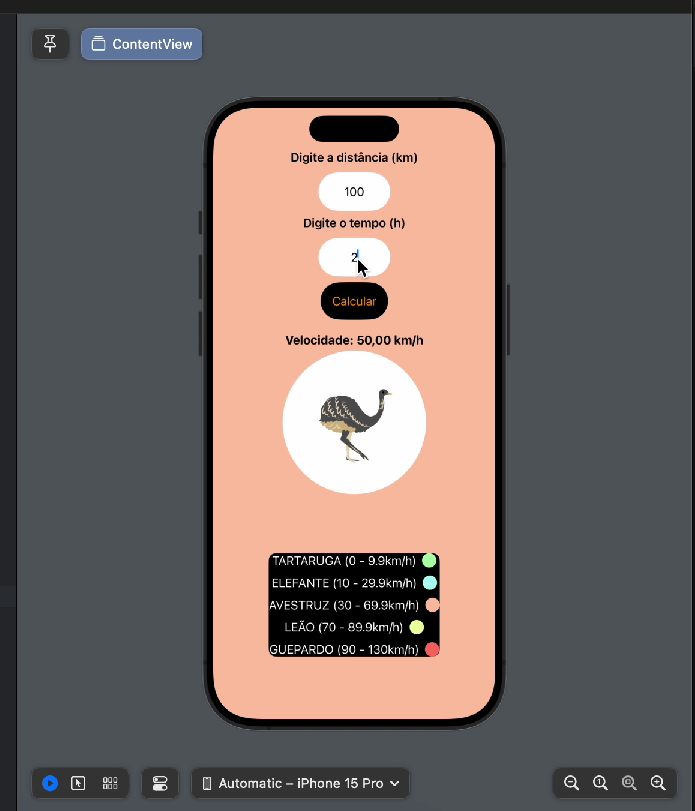 ContentView
Digite a distância (km)
100
Digite o tempo (h)
2
Calcular
Velocidade: 50,00 km/h
TARTARUGA (0 - 9.9km/h)
ELEFANTE (10 - 29.9km/h)
AVESTRUZ (30 - 69.9km/h)
LEÃO (70 - 89.9km/h)
GUEPARDO (90 - 130km/h)
Automatic – iPhone 15 Pro